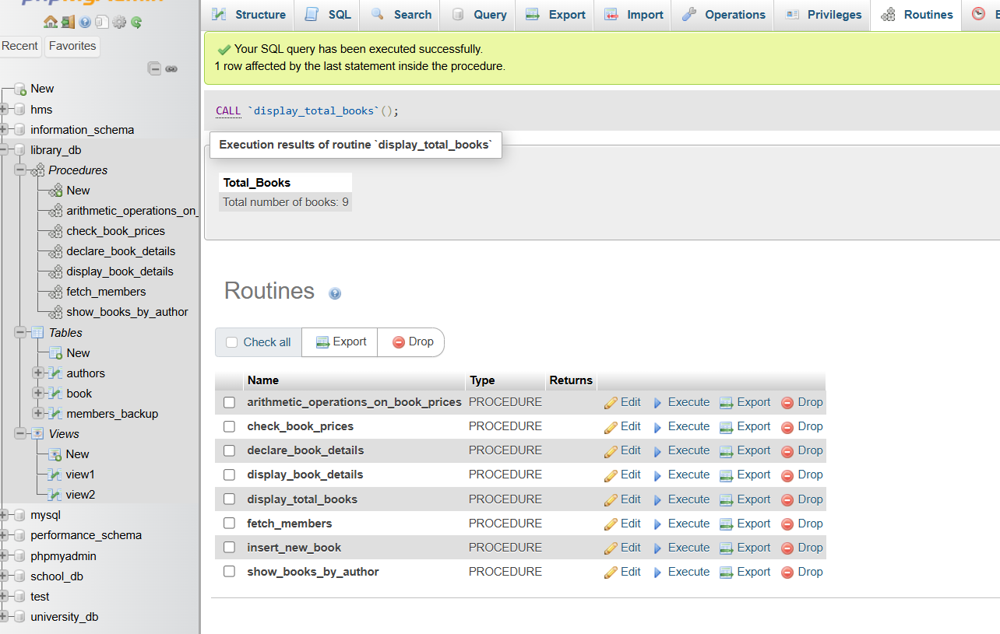 phpMyAdmin
Recent
Favorites
New
hms
information_schema
library_db
Procedures
New
arithmetic_operations_on_
check_book_prices
declare_book_details
display_book_details
fetch_members
show_books_by_author
Tables
New
authors
book
members_backup
Views
New
view1
view2
mysql
performance_schema
phpmyadmin
school_db
test
university_db
Structure SQL Search Query Export Import Operations Privileges Routines E
Your SQL query has been executed successfully.
1 row affected by the last statement inside the procedure.
CALL `display_total_books`();
Execution results of routine `display_total_books`
Total_Books
Total number of books: 9
Routines
Check all Export Drop
Name Type Returns
arithmetic_operations_on_book_prices PROCEDURE Edit Execute Export Drop
check_book_prices PROCEDURE Edit Execute Export Drop
declare_book_details PROCEDURE Edit Execute Export Drop
display_book_details PROCEDURE Edit Execute Export Drop
display_total_books PROCEDURE Edit Execute Export Drop
fetch_members PROCEDURE Edit Execute Export Drop
insert_new_book PROCEDURE Edit Execute Export Drop
show_books_by_author PROCEDURE Edit Execute Export Drop